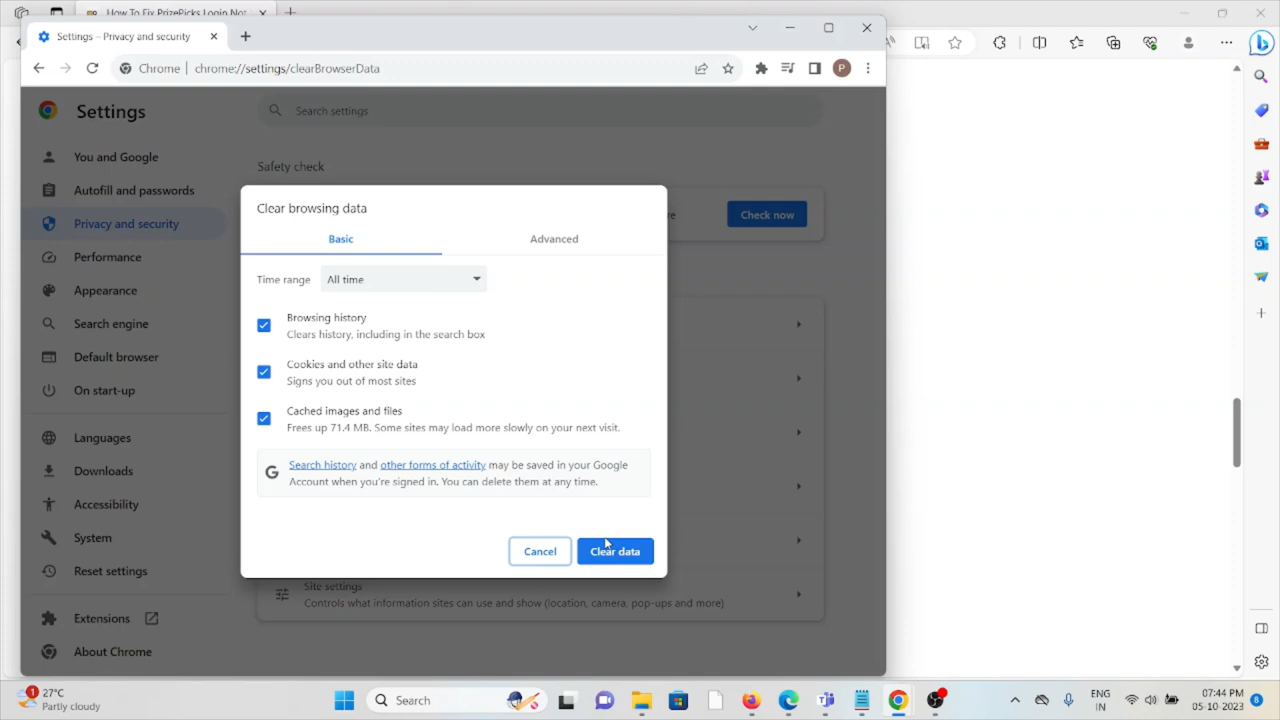 How To Fix PrizePicks Login Not
Settings – Privacy and security
Chrome | chrome://settings/clearBrowserData
P
Settings
Search settings
You and Google
Autofill and passwords
Privacy and security
Performance
Appearance
Search engine
Default browser
On start-up
Languages
Downloads
Accessibility
System
Reset settings
Extensions
About Chrome
Safety check
Check now
Clear browsing data
Basic
Advanced
Time range
All time
Browsing history
Clears history, including in the search box
Cookies and other site data
Signs you out of most sites
Cached images and files
Frees up 71.4 MB. Some sites may load more slowly on your next visit.
Search history and other forms of activity may be saved in your Google
Account when you're signed in. You can delete them at any time.
Cancel
Clear data
Site settings
Controls what information sites can use and show (location, camera, pop-ups and more)
1
27°C
Partly cloudy
Search
ENG
IN
07:44 PM
05-10-2023
8